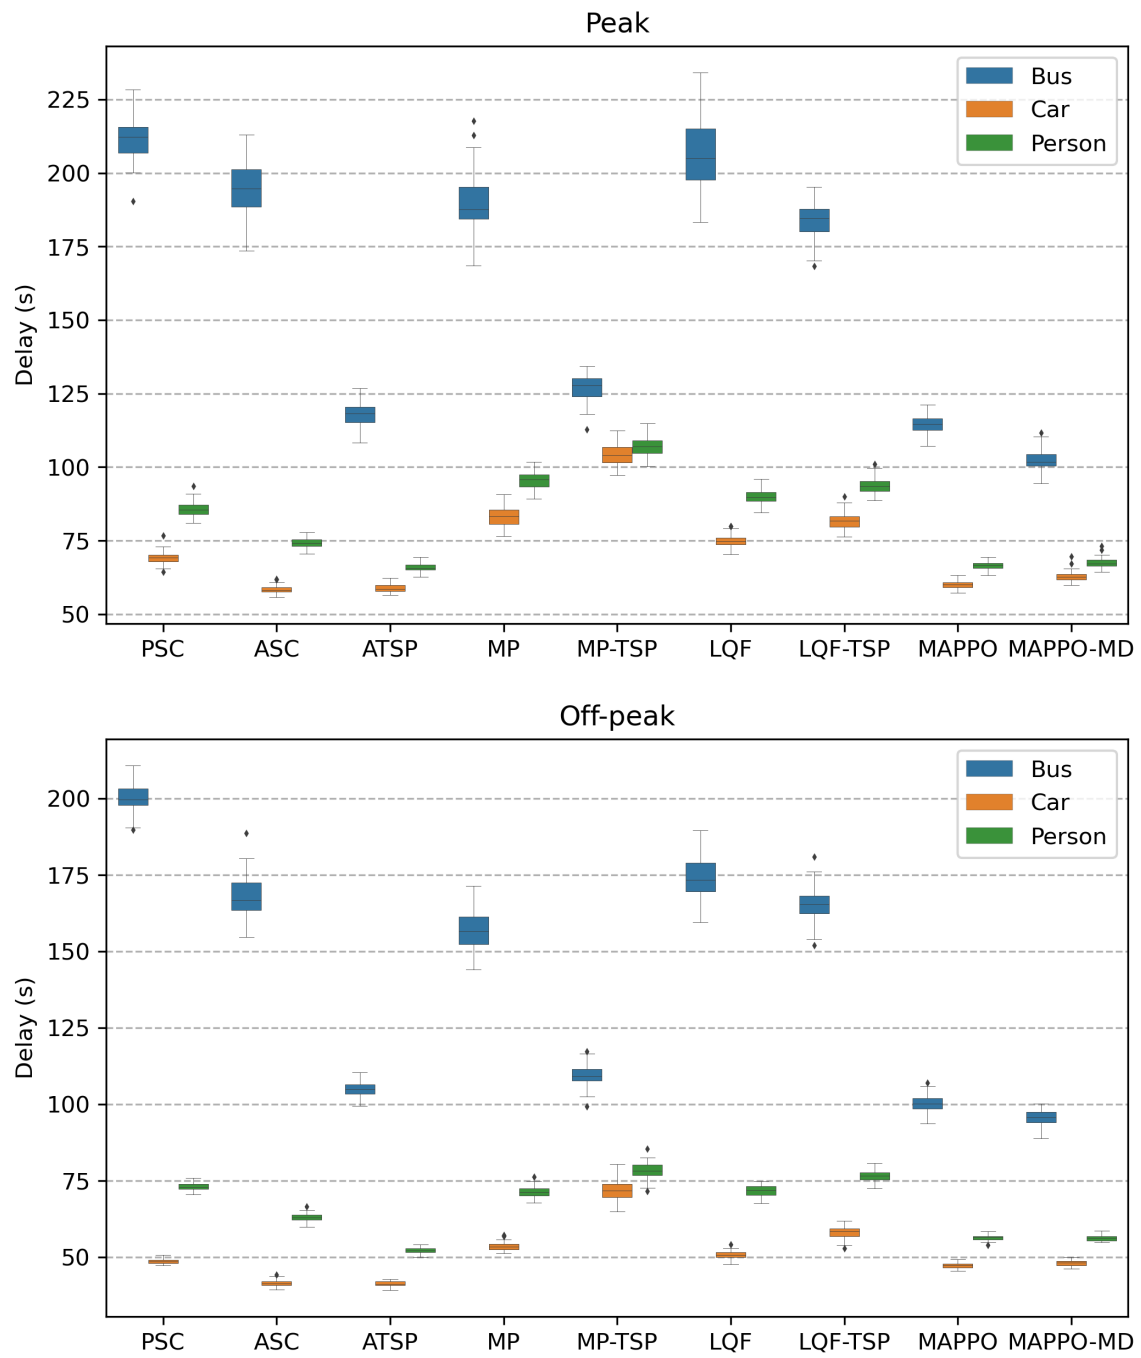 Peak
Delay (s)
225
200
175
150
125
100
75
50
Bus
Car
Person
PSC ASC ATSP MP MP-TSP LQF LQF-TSP MAPPO MAPPO-MD
Off-peak
Delay (s)
200
175
150
125
100
75
50
Bus
Car
Person
PSC ASC ATSP MP MP-TSP LQF LQF-TSP MAPPO MAPPO-MD